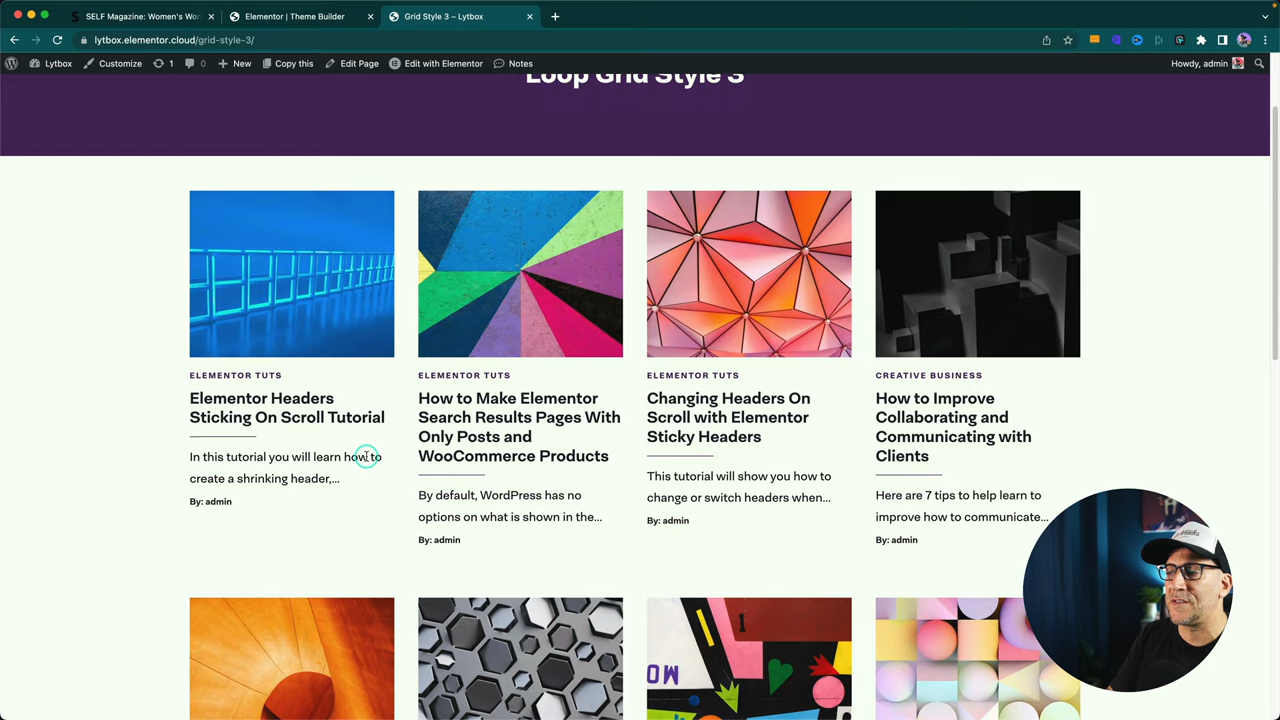 SELF Magazine: Women's Wor
Elementor | Theme Builder
Grid Style 3 – Lytbox
lytbox.elementor.cloud/grid-style-3/
Lytbox
Customize
1
0
New
Copy this
Edit Page
Edit with Elementor
Notes
Howdy, admin
Loop Grid Style 3
ELEMENTOR TUTS
Elementor Headers
Sticking On Scroll Tutorial
In this tutorial you will learn how to
create a shrinking header,...
By: admin
ELEMENTOR TUTS
How to Make Elementor
Search Results Pages With
Only Posts and
WooCommerce Products
By default, WordPress has no
options on what is shown in the...
By: admin
ELEMENTOR TUTS
Changing Headers On
Scroll with Elementor
Sticky Headers
This tutorial will show you how to
change or switch headers when...
By: admin
CREATIVE BUSINESS
How to Improve
Collaborating and
Communicating with
Clients
Here are 7 tips to help learn to
improve how to communicate...
By: admin
1